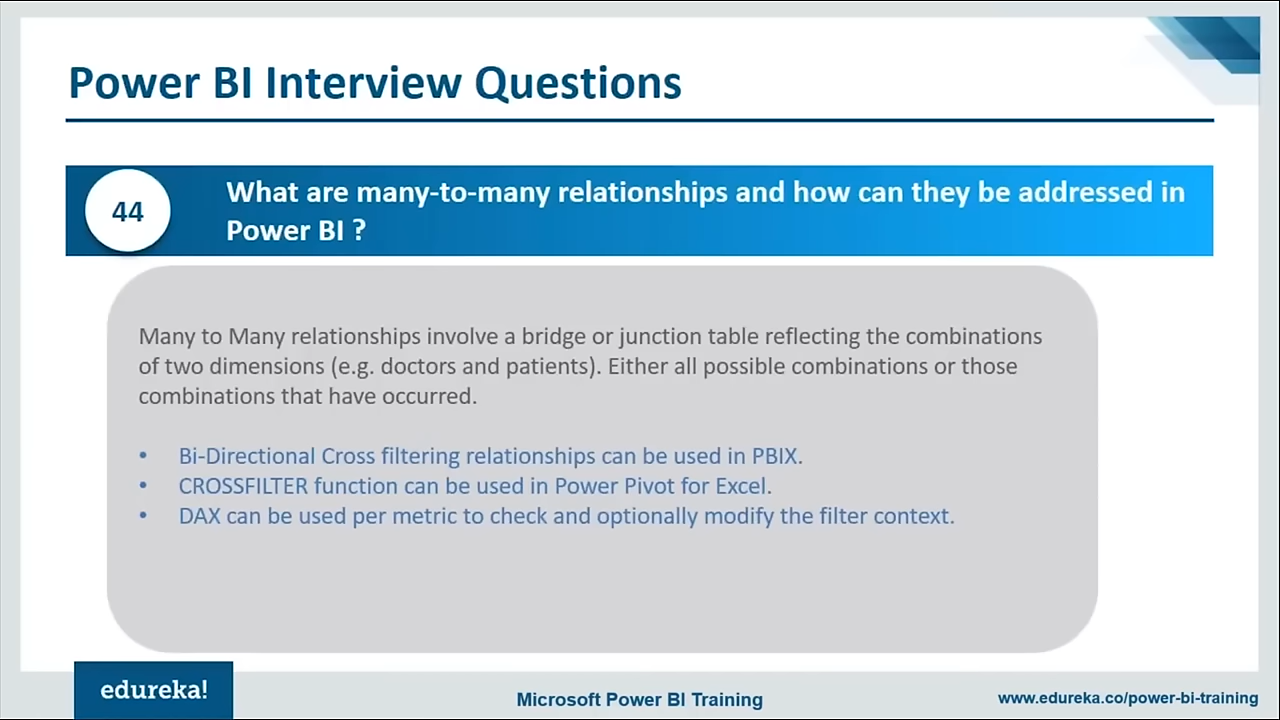 Power BI Interview Questions
44
What are many-to-many relationships and how can they be addressed in
Power BI ?
Many to Many relationships involve a bridge or junction table reflecting the combinations
of two dimensions (e.g. doctors and patients). Either all possible combinations or those
combinations that have occurred.
• Bi-Directional Cross filtering relationships can be used in PBIX.
• CROSSFILTER function can be used in Power Pivot for Excel.
• DAX can be used per metric to check and optionally modify the filter context.
edureka!
Microsoft Power BI Training
www.edureka.co/power-bi-training